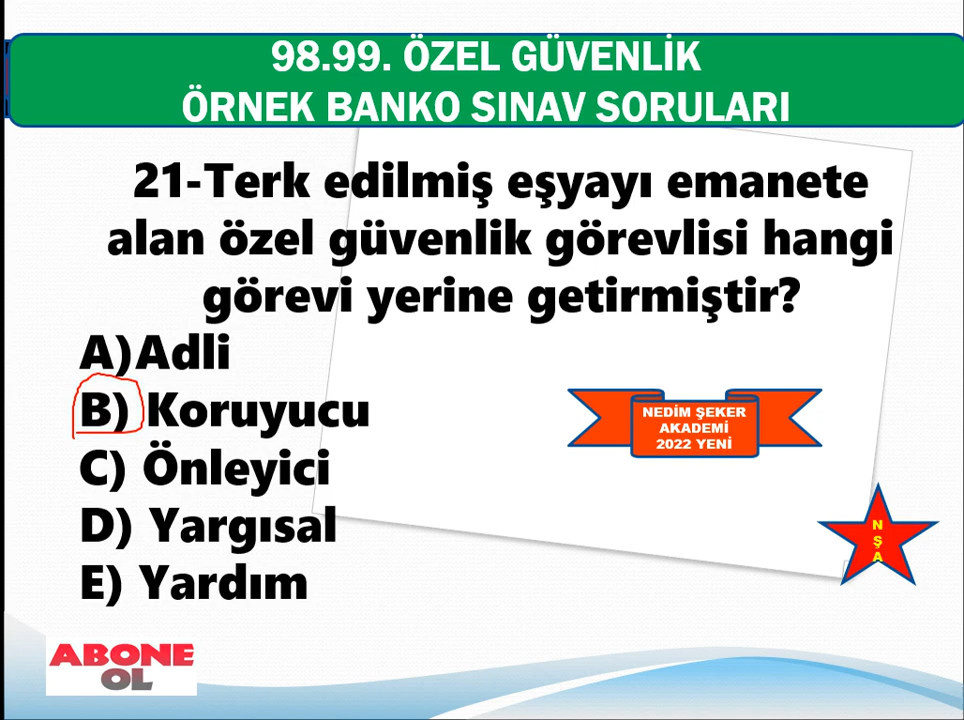 98.99. ÖZEL GÜVENLİK
ÖRNEK BANKO SINAV SORULARI
21-Terk edilmiş eşyayı emanete
alan özel güvenlik görevlisi hangi
görevi yerine getirmiştir?
A)Adli
B) Koruyucu
C) Önleyici
D) Yargısal
E) Yardım
NEDİM ŞEKER
AKADEMİ
2022 YENİ
N
Ş
A
ABONE
OL